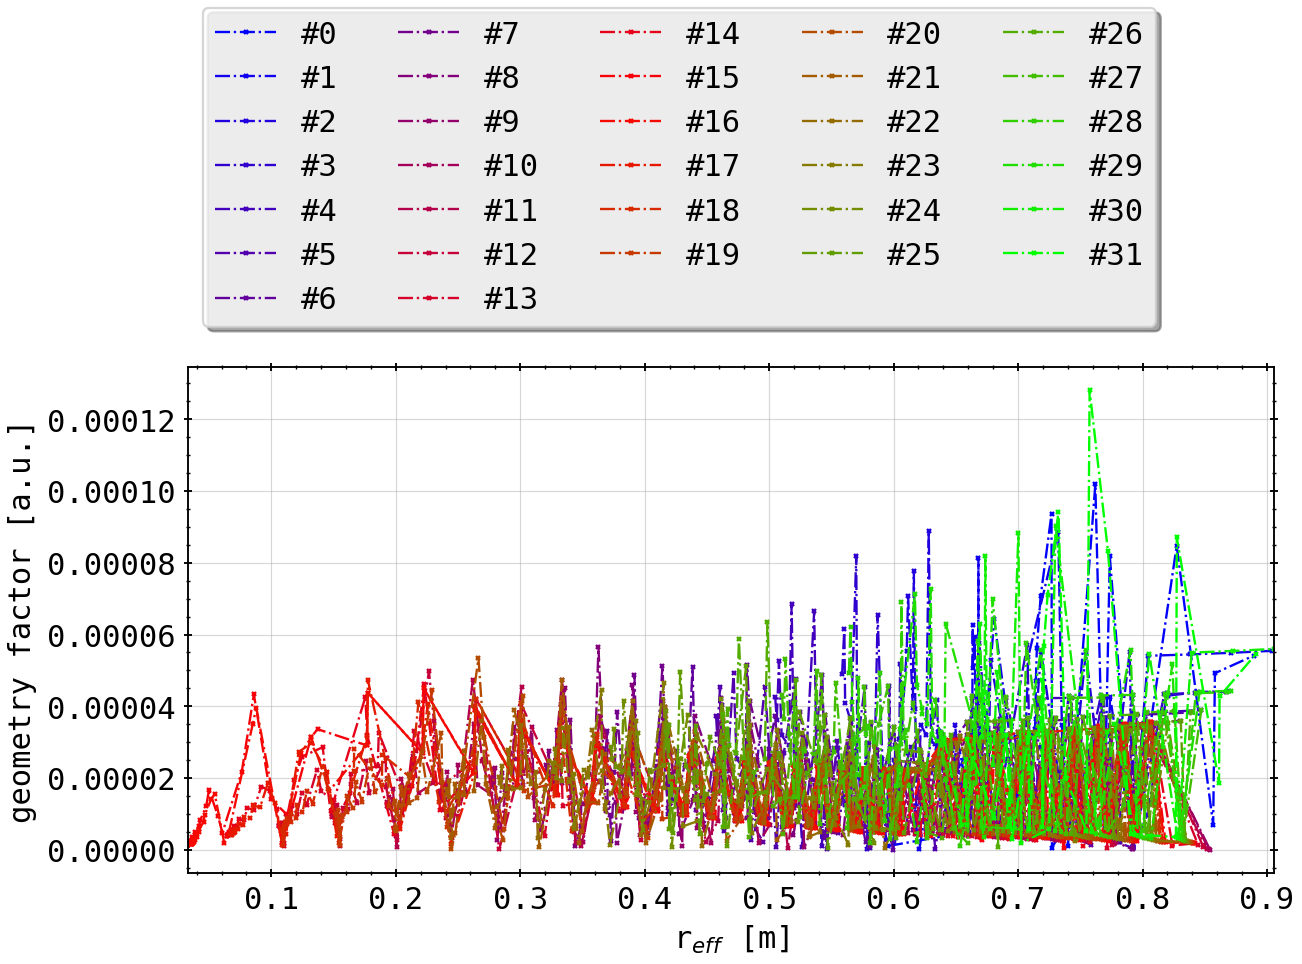 #0 #7 #14 #20 #26
#1 #8 #15 #21 #27
#2 #9 #16 #22 #28
#3 #10 #17 #23 #29
#4 #11 #18 #24 #30
#5 #12 #19 #25 #31
#6 #13
geometry factor [a.u.]
0.00012
0.00010
0.00008
0.00006
0.00004
0.00002
0.00000
0.1 0.2 0.3 0.4 0.5 0.6 0.7 0.8 0.9
r_eff [m]